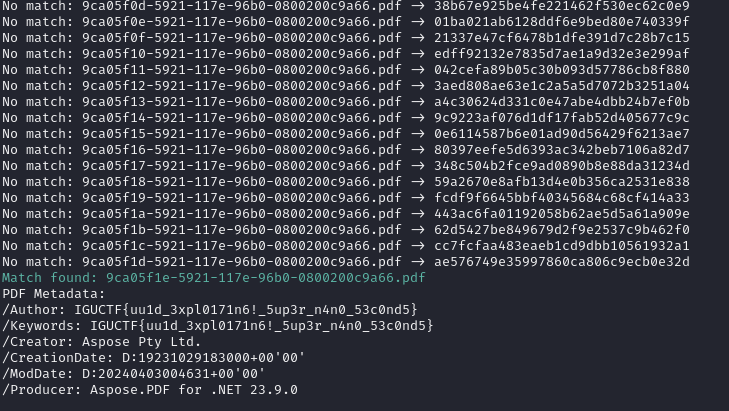 No match: 9ca05f0d-5921-117e-96b0-0800200c9a66.pdf -> 38b67e925be4fe221462f530ec62c0e9
No match: 9ca05f0e-5921-117e-96b0-0800200c9a66.pdf -> 01ba021ab6128ddf6e9bed80e740339f
No match: 9ca05f0f-5921-117e-96b0-0800200c9a66.pdf -> 21337e47cf6478b1dfe391d7c28b7c15
No match: 9ca05f10-5921-117e-96b0-0800200c9a66.pdf -> edff92132e7835d7ae1a9d32e3e299af
No match: 9ca05f11-5921-117e-96b0-0800200c9a66.pdf -> 042cefa89b05c30b093d57786cb8f880
No match: 9ca05f12-5921-117e-96b0-0800200c9a66.pdf -> 3aed808ae63e1c2a5a5d7072b3251a04
No match: 9ca05f13-5921-117e-96b0-0800200c9a66.pdf -> a4c30624d331c0e47abe4dbb24b7ef0b
No match: 9ca05f14-5921-117e-96b0-0800200c9a66.pdf -> 9c9223af076d1df17fab52d405677c9c
No match: 9ca05f15-5921-117e-96b0-0800200c9a66.pdf -> 0e6114587b6e01ad90d56429f6213ae7
No match: 9ca05f16-5921-117e-96b0-0800200c9a66.pdf -> 80397eefe5d6393ac342beb7106a82d7
No match: 9ca05f17-5921-117e-96b0-0800200c9a66.pdf -> 348c504b2fce9ad0890b8e88da31234d
No match: 9ca05f18-5921-117e-96b0-0800200c9a66.pdf -> 59a2670e8afb13d4e0b356ca2531e838
No match: 9ca05f19-5921-117e-96b0-0800200c9a66.pdf -> fcdf9f6645bbf40345684c68cf414a33
No match: 9ca05f1a-5921-117e-96b0-0800200c9a66.pdf -> 443ac6fa01192058b62ae5d5a61a909e
No match: 9ca05f1b-5921-117e-96b0-0800200c9a66.pdf -> 62d5427be849679d2f9e2537c9b462f0
No match: 9ca05f1c-5921-117e-96b0-0800200c9a66.pdf -> cc7fcfaa483eaeb1cd9dbb10561932a1
No match: 9ca05f1d-5921-117e-96b0-0800200c9a66.pdf -> ae576749e35997860ca806c9ecb0e32d
Match found: 9ca05f1e-5921-117e-96b0-0800200c9a66.pdf
PDF Metadata:
/Author: IGUCTF{uu1d_3xpl0171n6!_5up3r_n4n0_53c0nd5}
/Keywords: IGUCTF{uu1d_3xpl0171n6!_5up3r_n4n0_53c0nd5}
/Creator: Aspose Pty Ltd.
/CreationDate: D:19231029183000+00'00'
/ModDate: D:20240403004631+00'00'
/Producer: Aspose.PDF for .NET 23.9.0